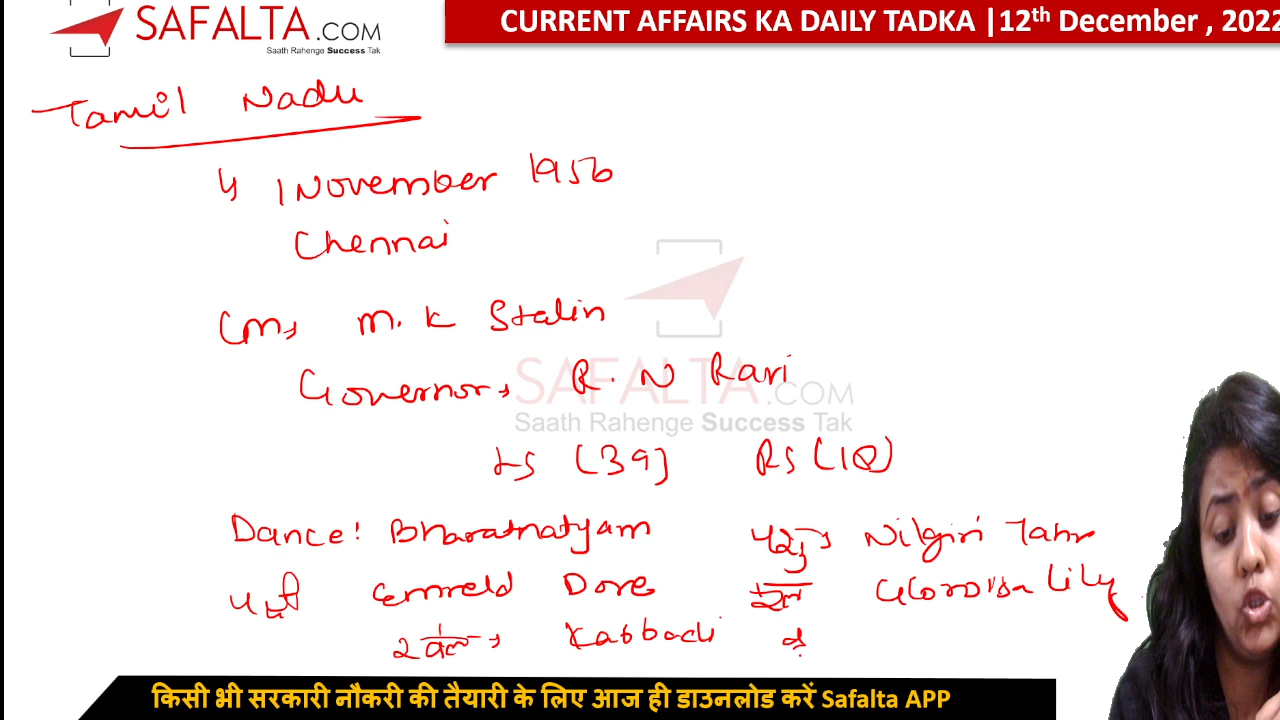 SAFALTA.COM
Saath Rahenge Success Tak
CURRENT AFFAIRS KA DAILY TADKA |12th December , 2022
Tamil Nadu
↳ 1 November 1956
Chennai
CM → M. K Stalin
SAFALTA.COM
Governor → R. N Ravi
Saath Rahenge Success Tak
LS (39) RS (18)
Dance: Bharatnatyam पशु → Nilgiri Tahr
पक्षी Emreld Dove फूल Lily
खेल → Kabbadi
किसी भी सरकारी नौकरी की तैयारी के लिए आज ही डाउनलोड करें Safalta APP